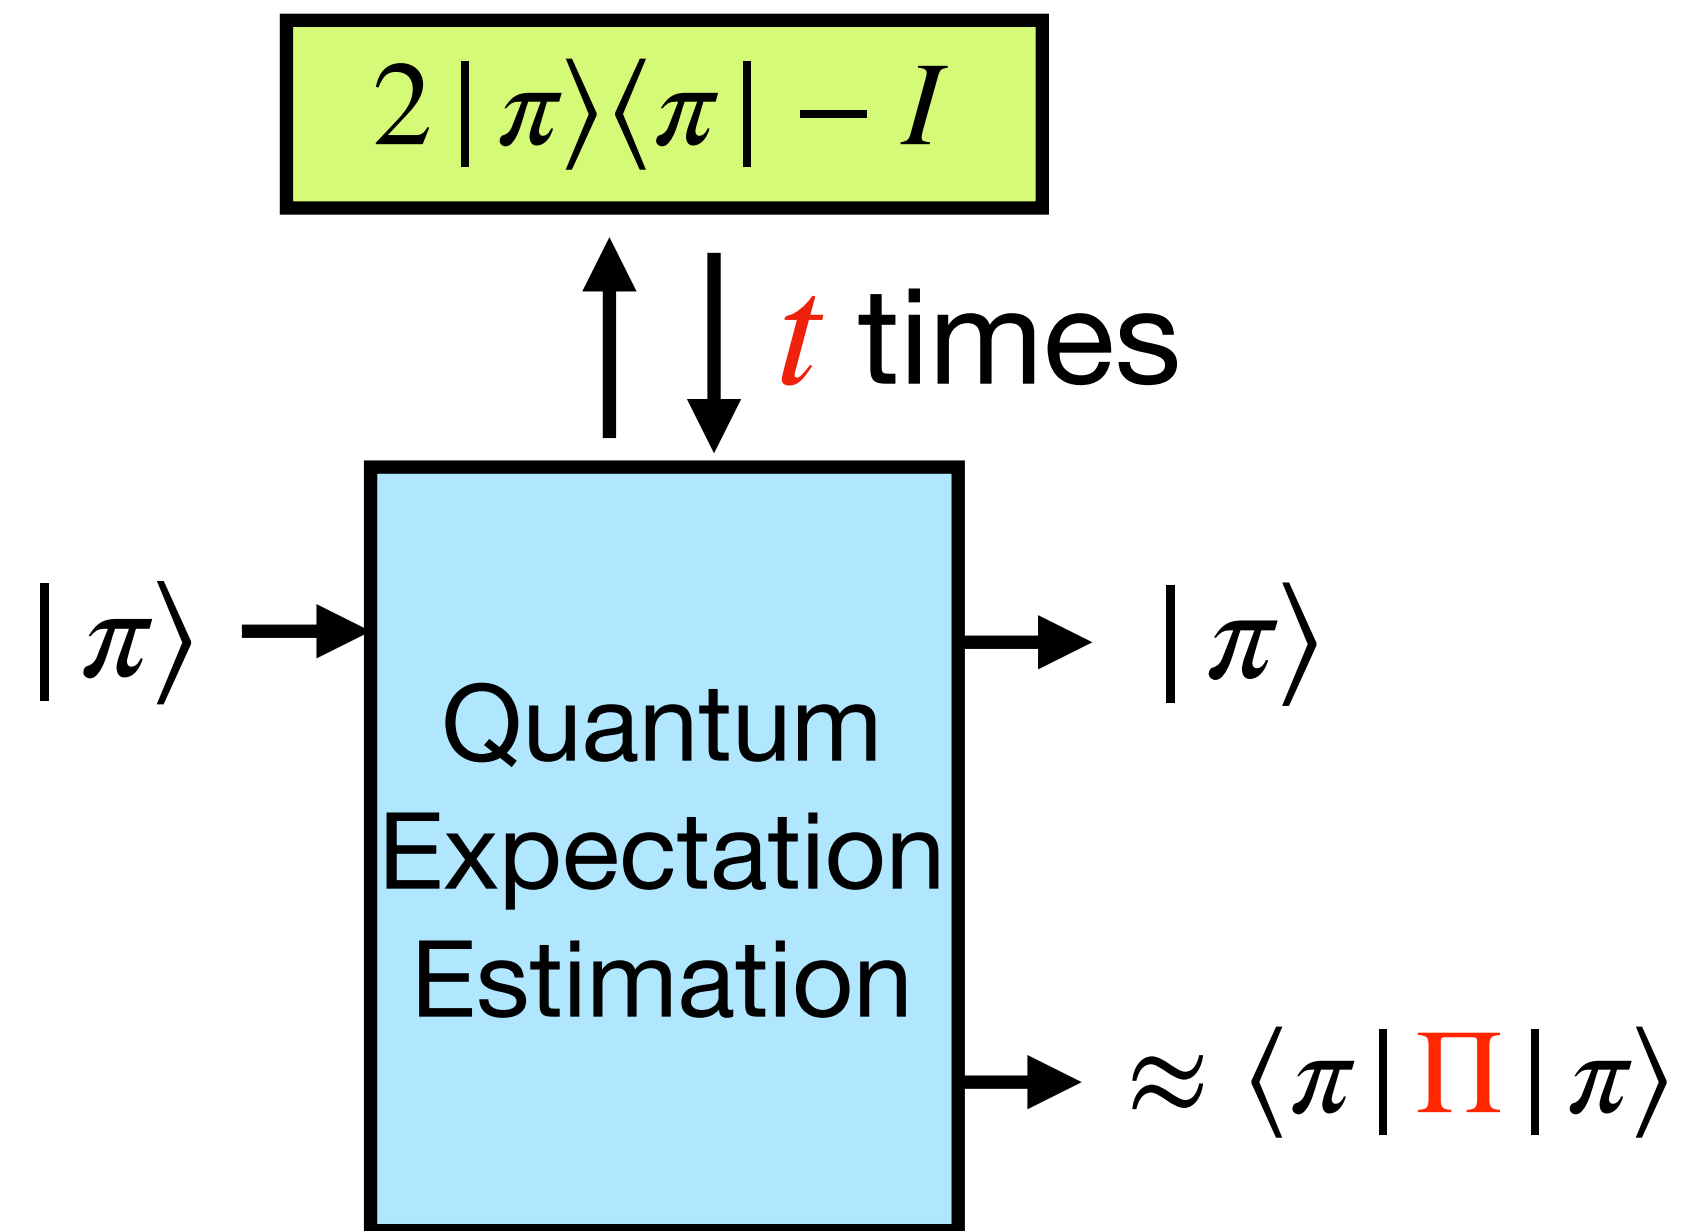 2 | π⟩⟨π | − I
t times
| π⟩
| π⟩
Quantum
Expectation
Estimation
≈ ⟨π | Π | π⟩